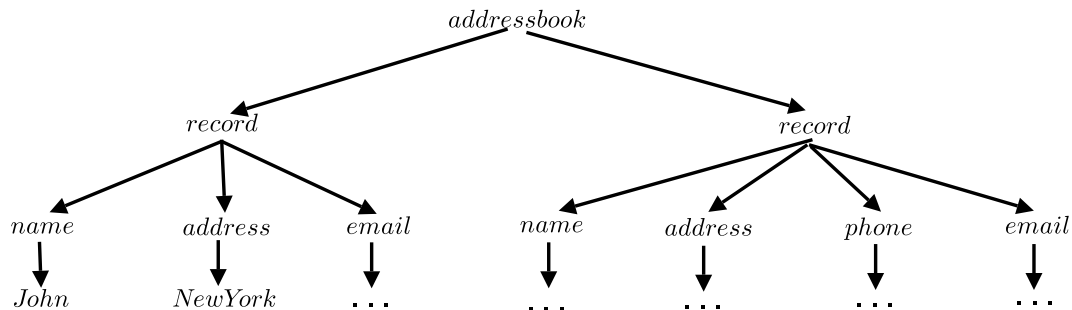 addressbook
record record
name address email name address phone email
John NewYork ... ... ... ... ...